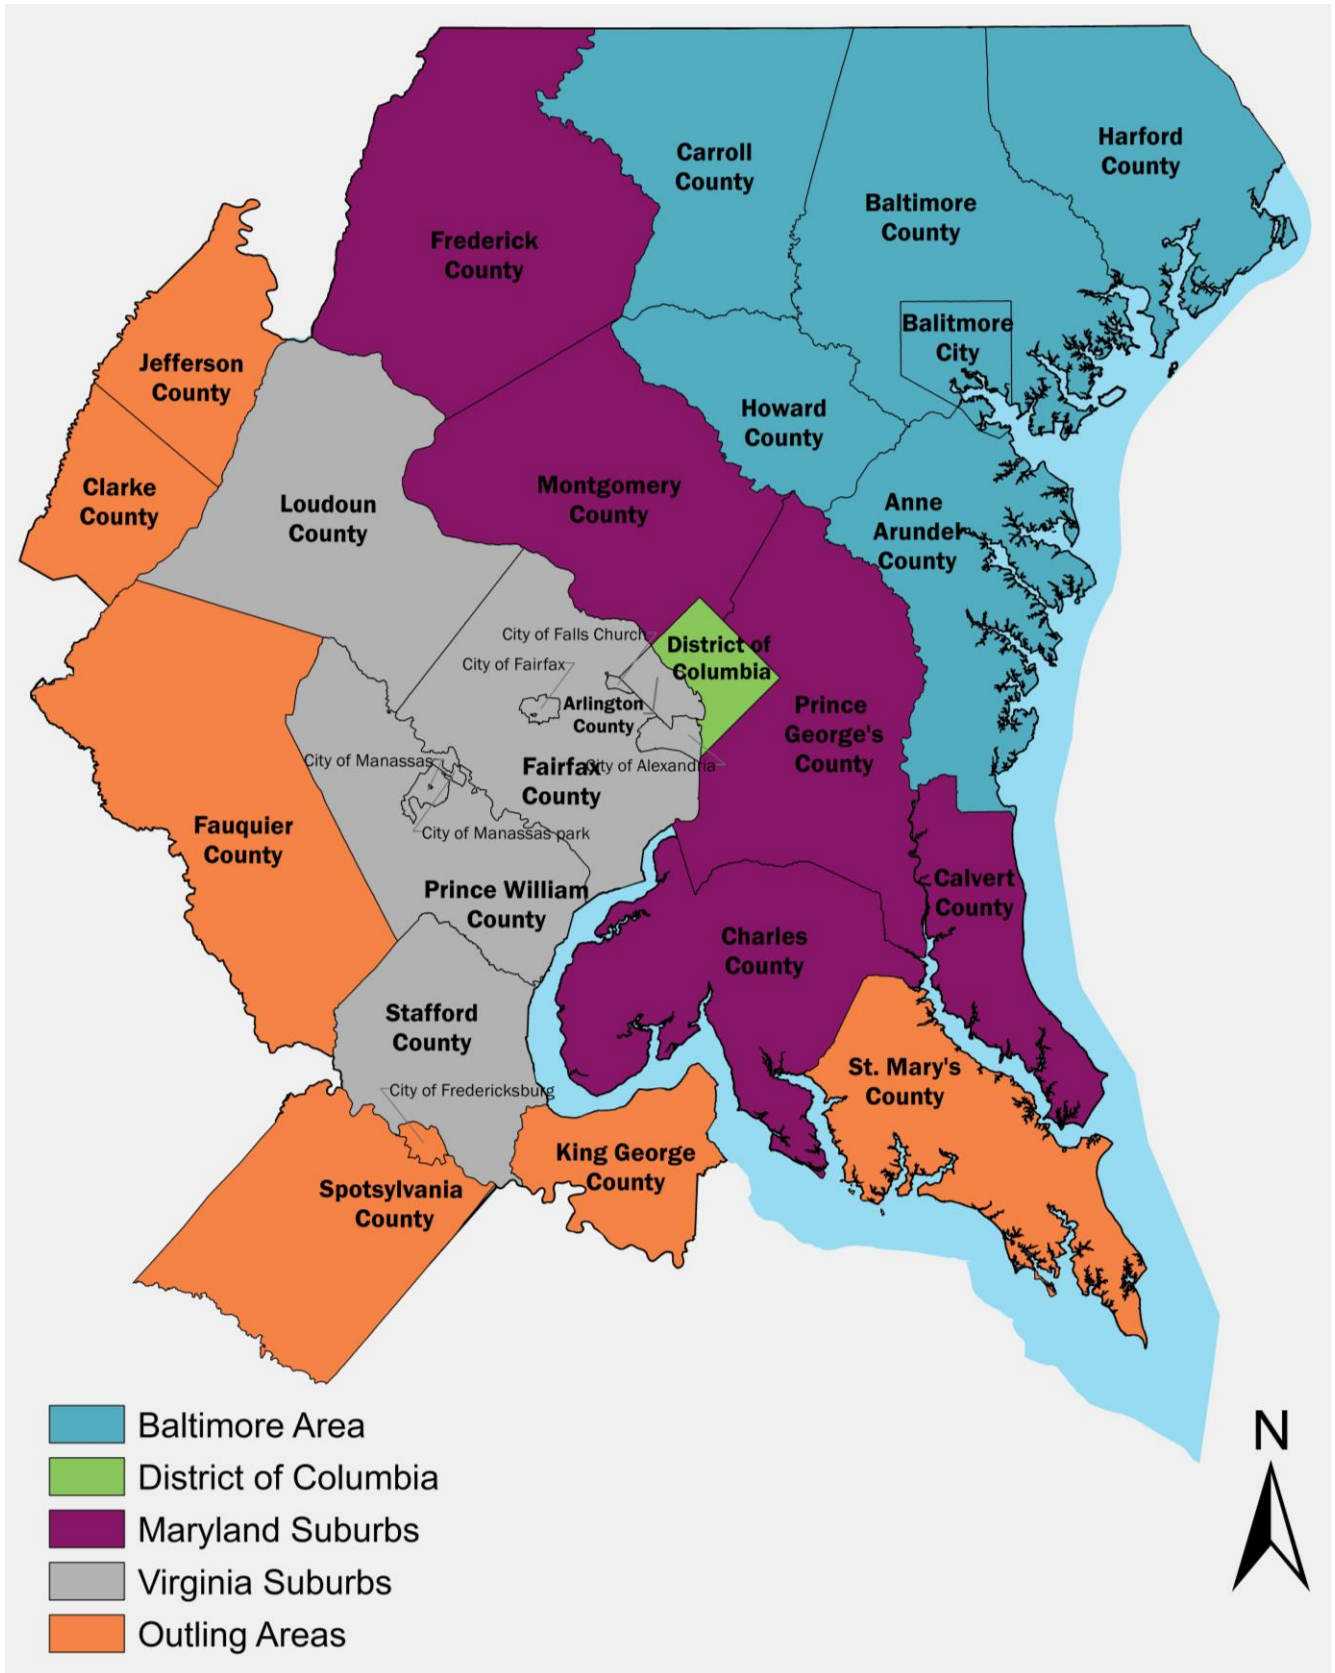 Carroll
County
Harford
County
Baltimore
County
Frederick
County
Balitmore
City
Jefferson
County
Howard
County
Clarke
County
Loudoun
County
Montgomery
County
Anne
Arundel
County
City of Falls Church
District of
Columbia
City of Fairfax
Arlington
County
Prince
George's
County
City of Manassas
Fairfax
County
City of Alexandria
Fauquier
County
City of Manassas park
Prince William
County
Calvert
County
Charles
County
Stafford
County
St. Mary's
County
City of Fredericksburg
King George
County
Spotsylvania
County
Baltimore Area
District of Columbia
Maryland Suburbs
Virginia Suburbs
Outling Areas
N